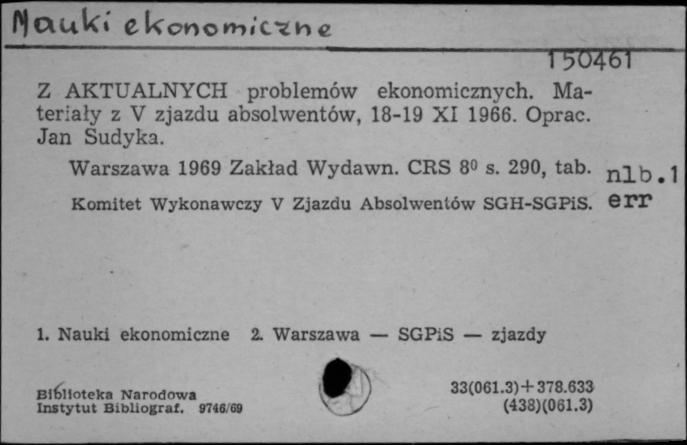 Nauki ekonomiczne
150461
Z AKTUALNYCH problemów ekonomicznych. Ma-
teriały z V zjazdu absolwentów, 18-19 XI 1966. Oprac.
Jan Sudyka.
Warszawa 1969 Zakład Wydawn. CRS 8⁰ s. 290, tab. nlb.1
Komitet Wykonawczy V Zjazdu Absolwentów SGH-SGPiS. err
1. Nauki ekonomiczne 2. Warszawa — SGPiS — zjazdy
Biblioteka Narodowa
Instytut Bibliograf. 9746/69
33(061.3)+378.633
(438)(061.3)